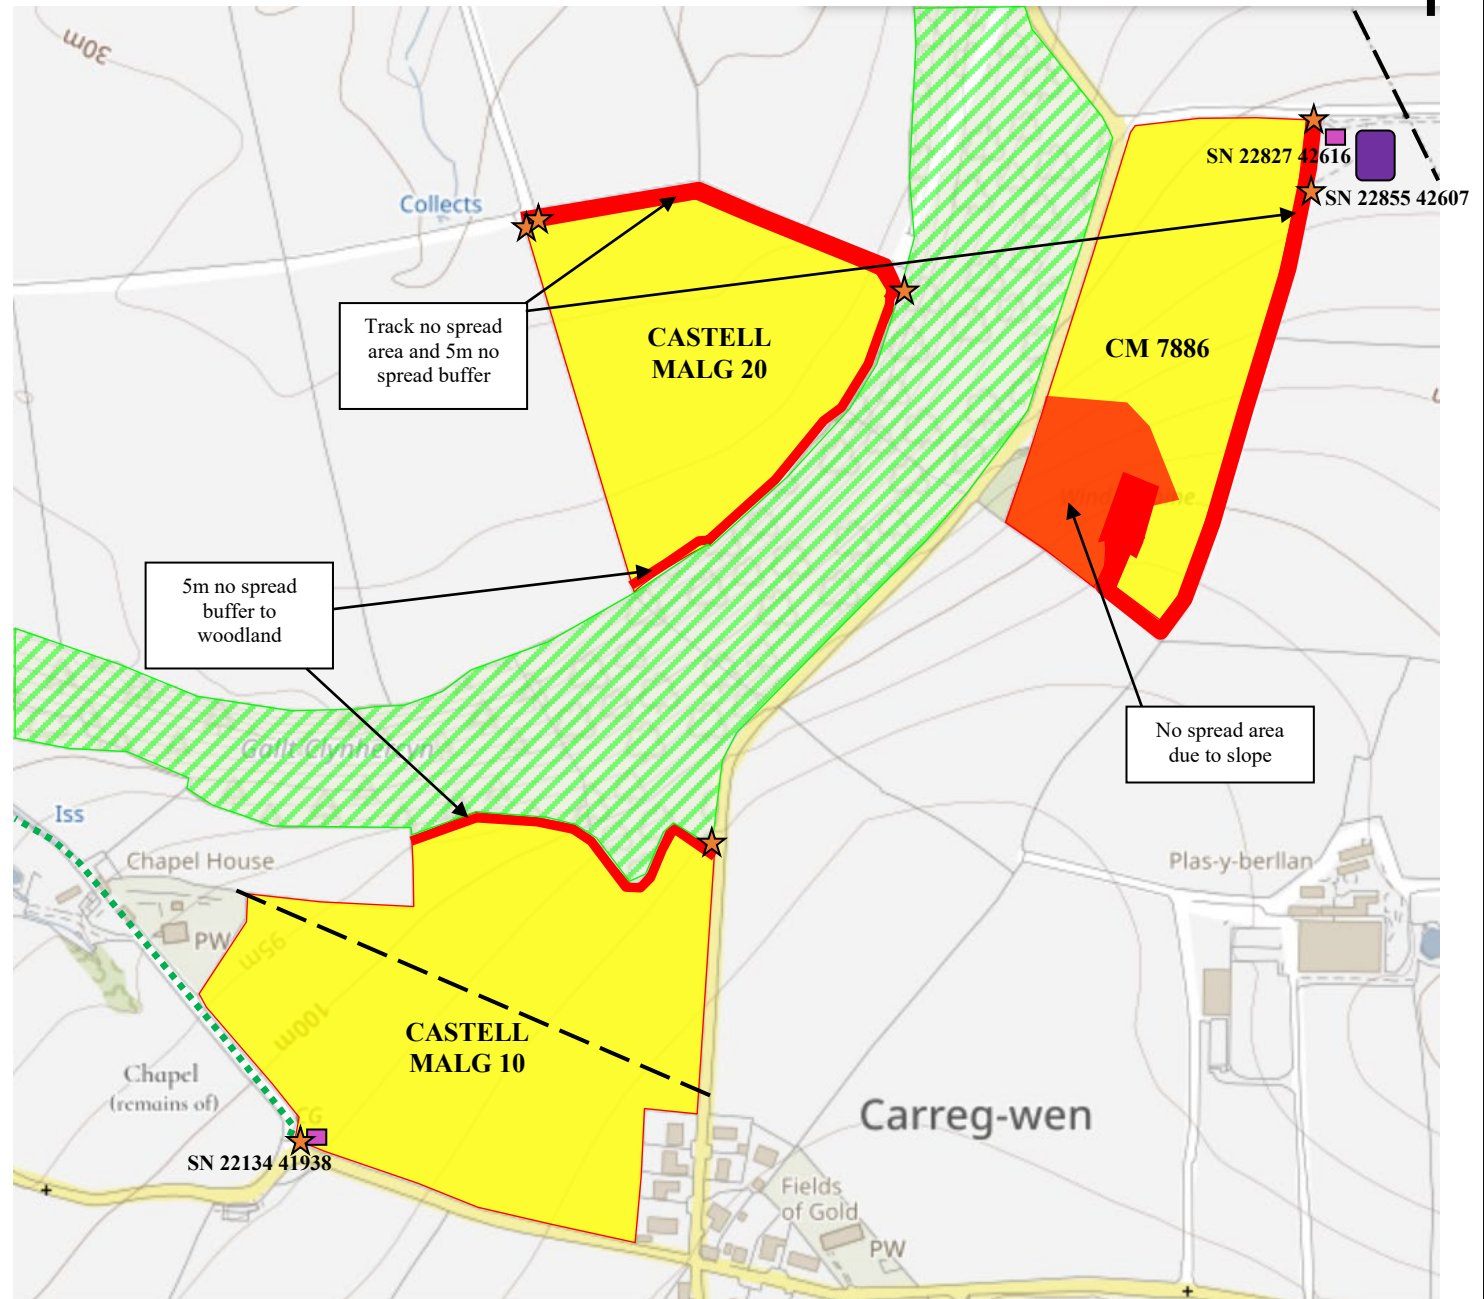 30m
SN 22827 42616
SN 22855 42607
Collects
Track no spread
area and 5m no
spread buffer
CASTELL
MALG 20
CM 7886
5m no spread
buffer to
woodland
No spread area
due to slope
Iss
Chapel House
Plas-y-berllan
PW
95m
100m
CASTELL
MALG 10
Chapel
(remains of)
CG
SN 22134 41938
Carreg-wen
Fields
of Gold
PW